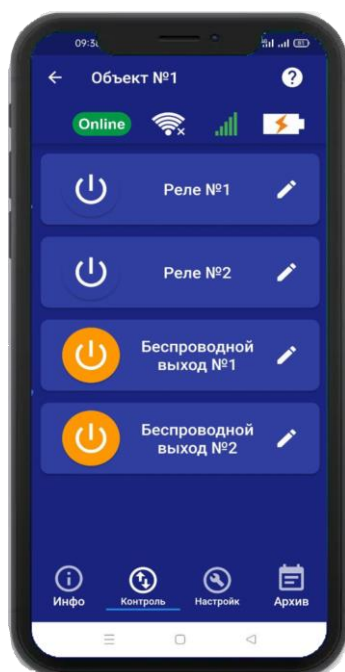 Объект №1
?
Online
Реле №1
Реле №2
Беспроводной
выход №1
Беспроводной
выход №2
Инфо
Контроль
Настройк
Архив